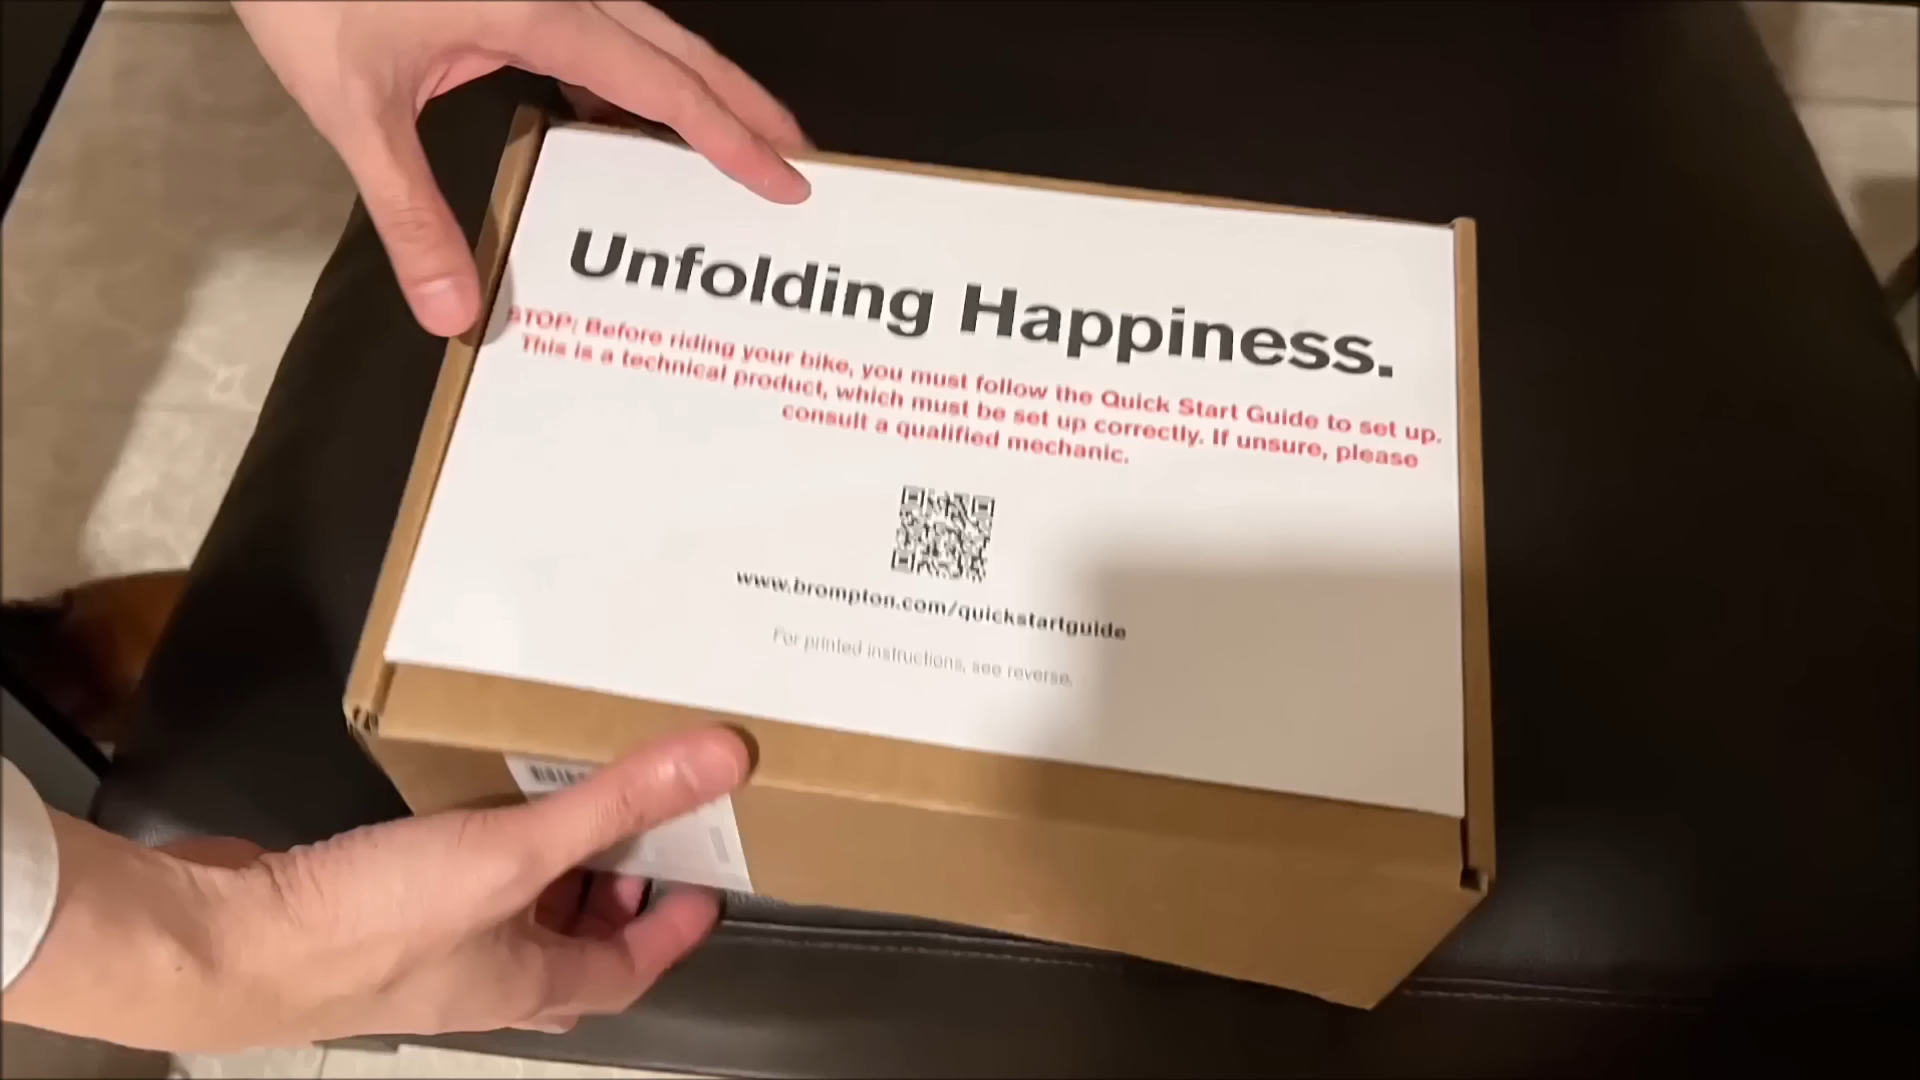 Unfolding Happiness.
STOP: Before riding your bike, you must follow the Quick Start Guide to set up.
This is a technical product, which must be set up correctly. If unsure, please
consult a qualified mechanic.
www.brompton.com/quickstartguide
For printed instructions, see reverse.